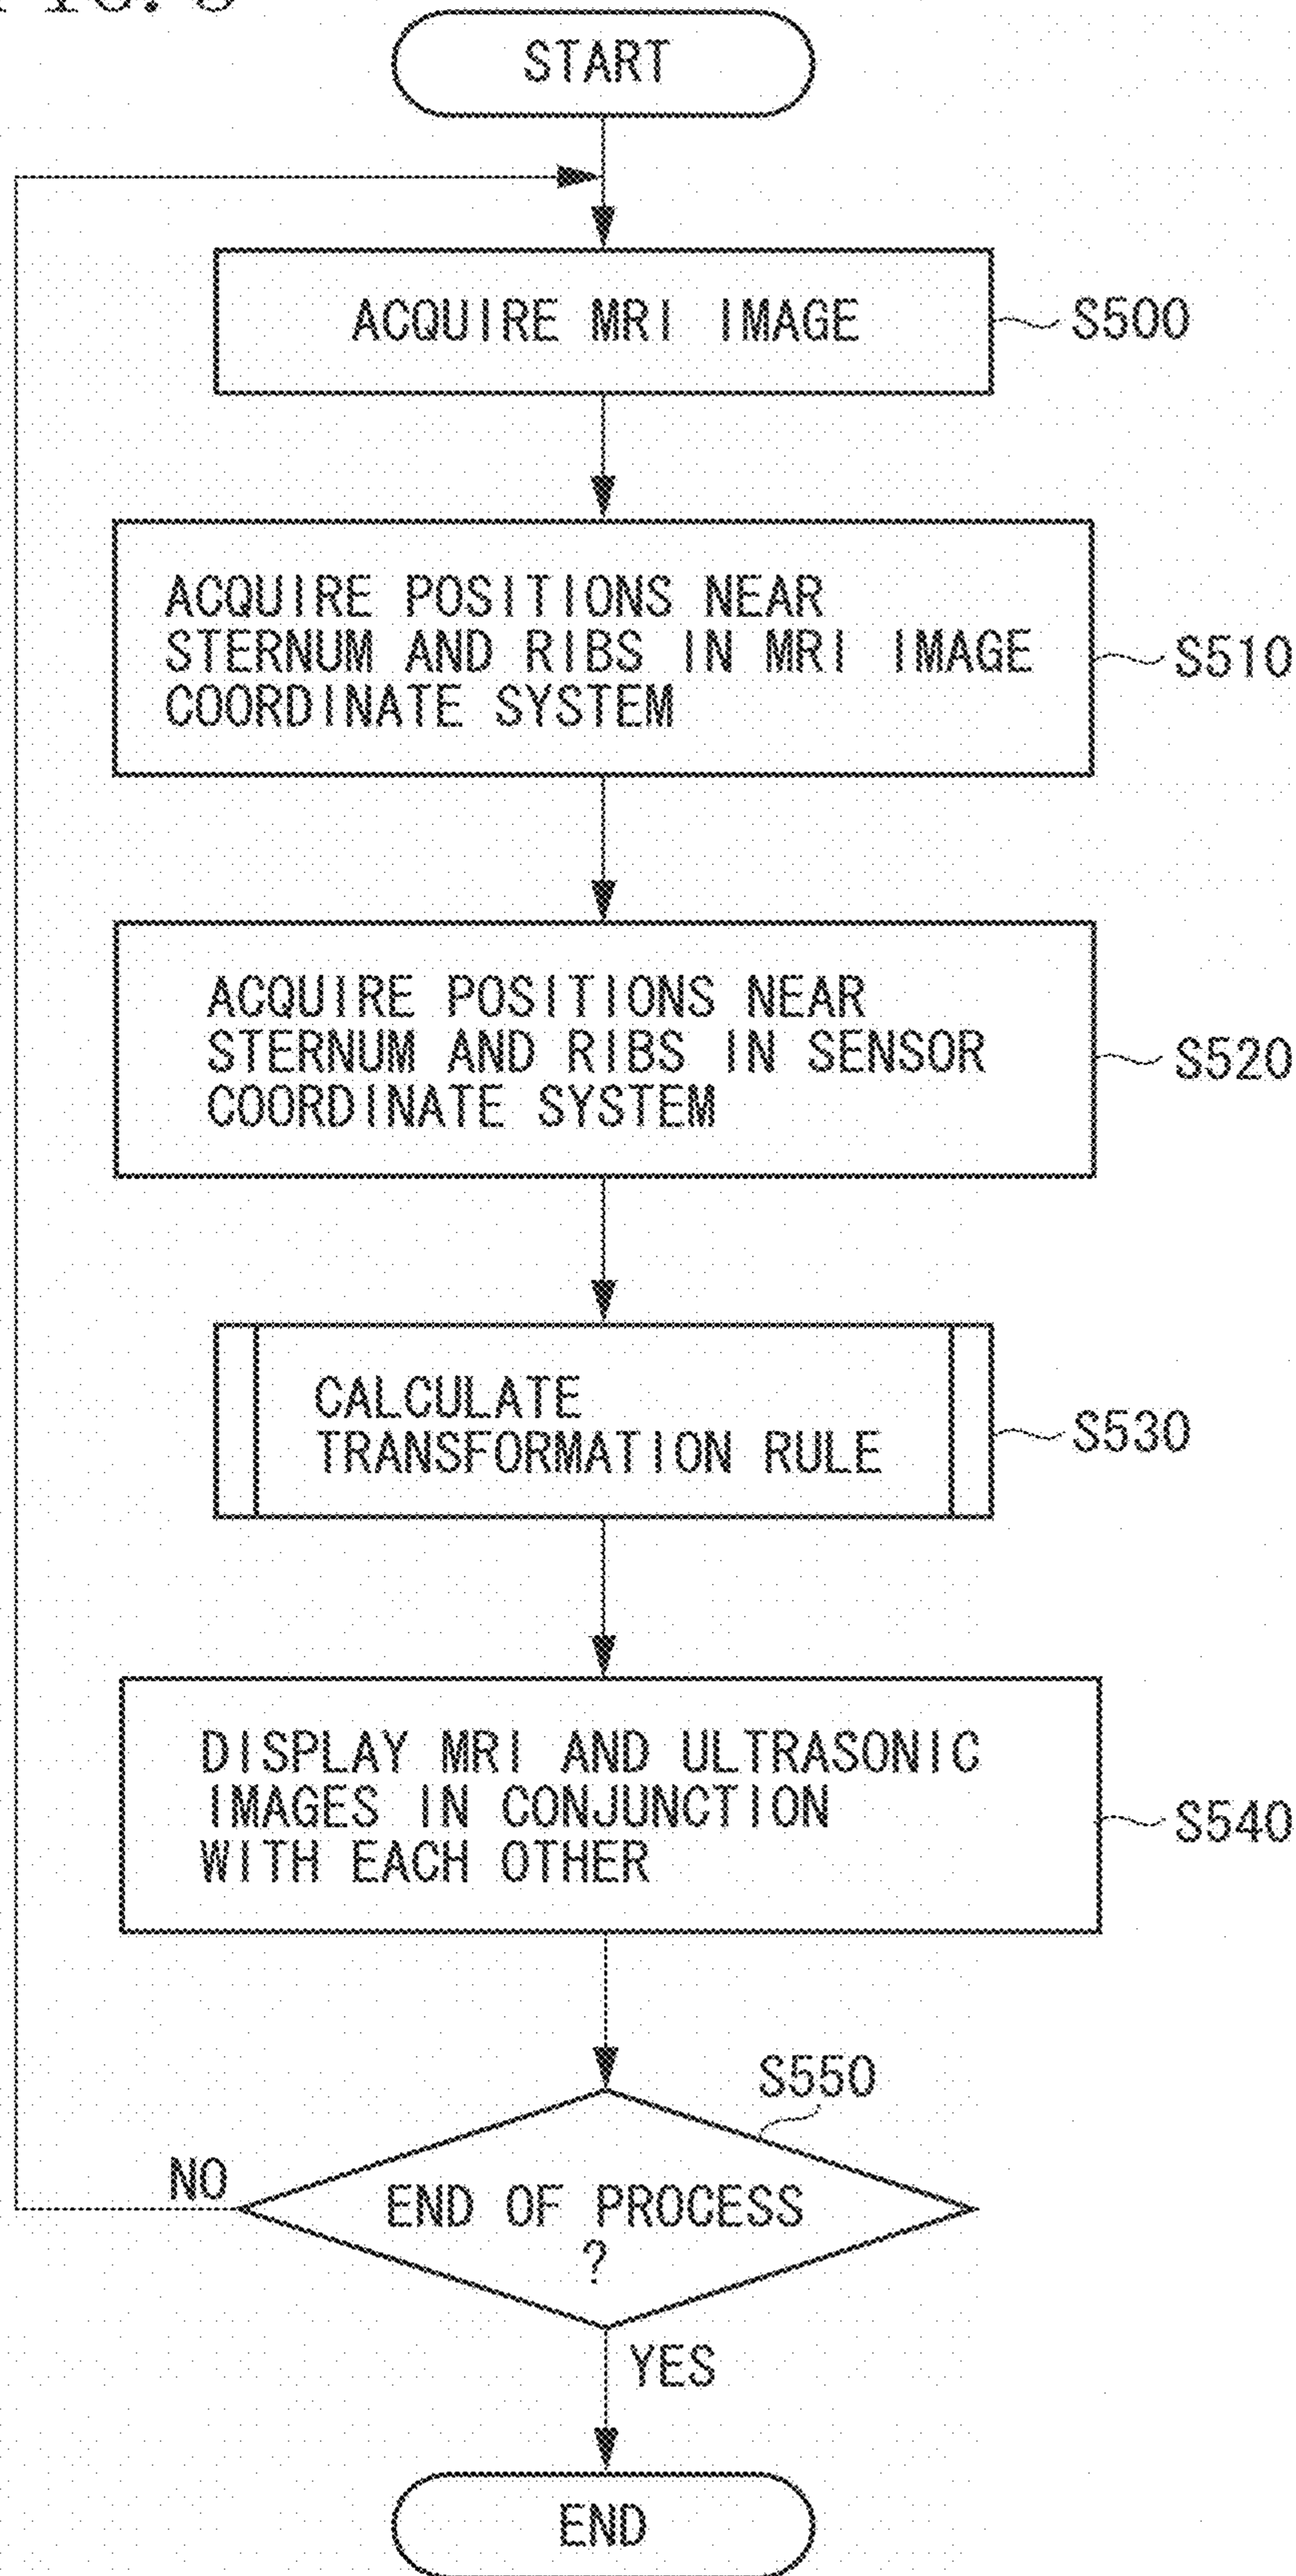 START
ACQUIRE MRI IMAGE
S500
ACQUIRE POSITIONS NEAR
STERNUM AND RIBS IN MRI IMAGE
COORDINATE SYSTEM
S510
ACQUIRE POSITIONS NEAR
STERNUM AND RIBS IN SENSOR
COORDINATE SYSTEM
S520
CALCULATE
TRANSFORMATION RULE
S530
DISPLAY MRI AND ULTRASONIC
IMAGES IN CONJUNCTION
WITH EACH OTHER
S540
S550
NO
END OF PROCESS
?
YES
END